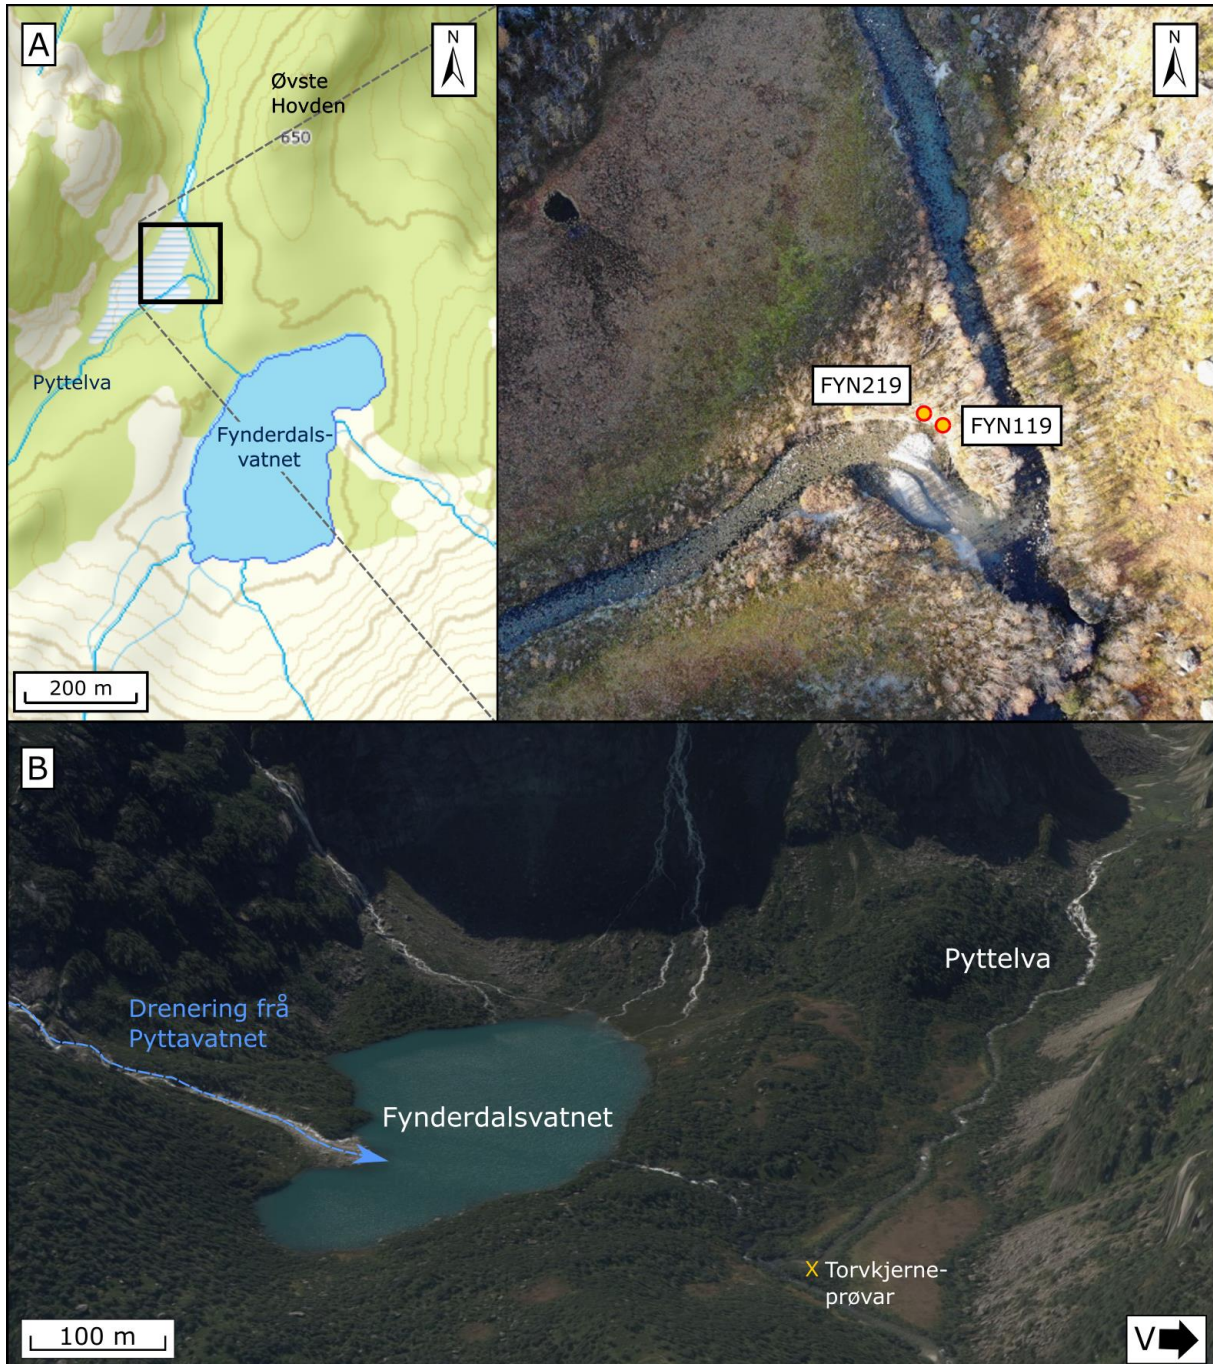 A
N
Øvste
Hovden
650
Pyttelva
Fynderdals-
vatnet
200 m
N
FYN219
FYN119
B
Pyttelva
Drenering frå
Pyttavatnet
Fynderdalsvatnet
X Torvkjerne-
prøvar
100 m
V